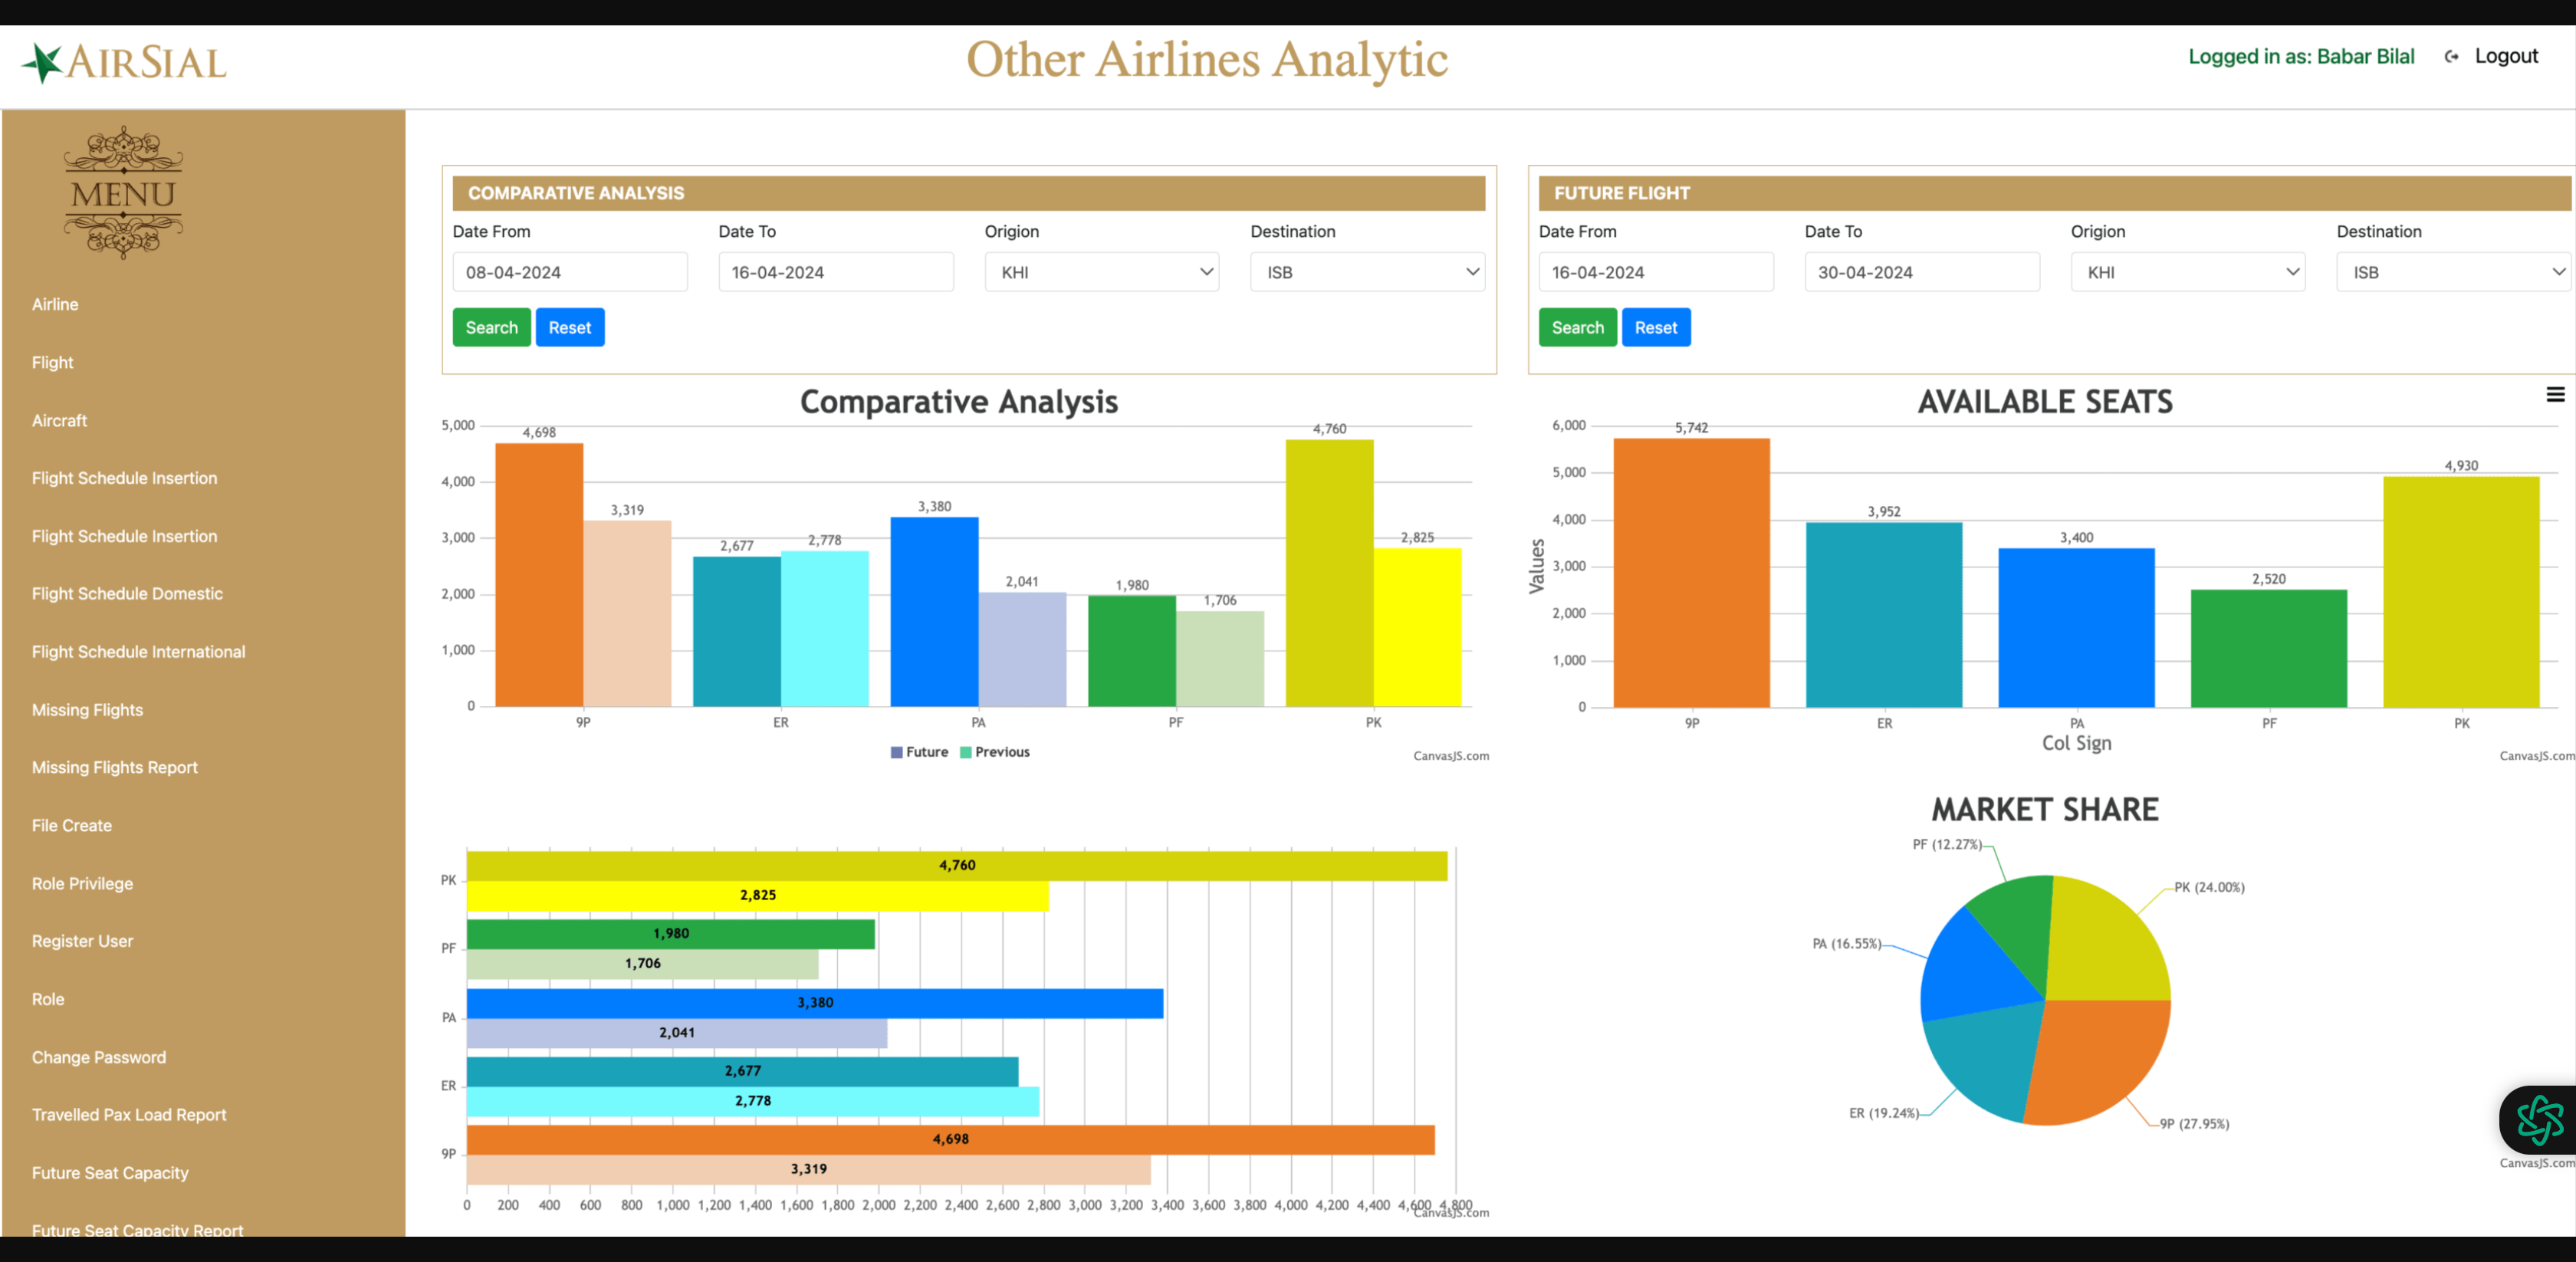 AIRSIAL
Other Airlines Analytic
Logged in as: Babar Bilal
Logout
MENU
Airline
Flight
Aircraft
Flight Schedule Insertion
Flight Schedule Insertion
Flight Schedule Domestic
Flight Schedule International
Missing Flights
Missing Flights Report
File Create
Role Privilege
Register User
Role
Change Password
Travelled Pax Load Report
Future Seat Capacity
Future Seat Capacity Report
COMPARATIVE ANALYSIS
Date From Date To Origion Destination
08-04-2024 16-04-2024 KHI ISB
Search Reset
Comparative Analysis
5,000
4,000
3,000
2,000
1,000
0
4,698 3,319 2,677 2,778 3,380 2,041 1,980 1,706 4,760 2,825
9P ER PA PF PK
Future Previous
CanvasJS.com
PK 4,760
2,825
PF 1,980
1,706
PA 3,380
2,041
ER 2,677
2,778
9P 4,698
3,319
0 200 400 600 800 1,000 1,200 1,400 1,600 1,800 2,000 2,200 2,400 2,600 2,800 3,000 3,200 3,400 3,600 3,800 4,000 4,200 4,400 4,600 4,800
CanvasJS.com
FUTURE FLIGHT
Date From Date To Origion Destination
16-04-2024 30-04-2024 KHI ISB
Search Reset
AVAILABLE SEATS
Values
6,000
5,000
4,000
3,000
2,000
1,000
0
5,742 3,952 3,400 2,520 4,930
9P ER PA PF PK
Col Sign
CanvasJS.com
MARKET SHARE
PF (12.27%)
PK (24.00%)
PA (16.55%)
ER (19.24%)
9P (27.95%)
CanvasJS.com